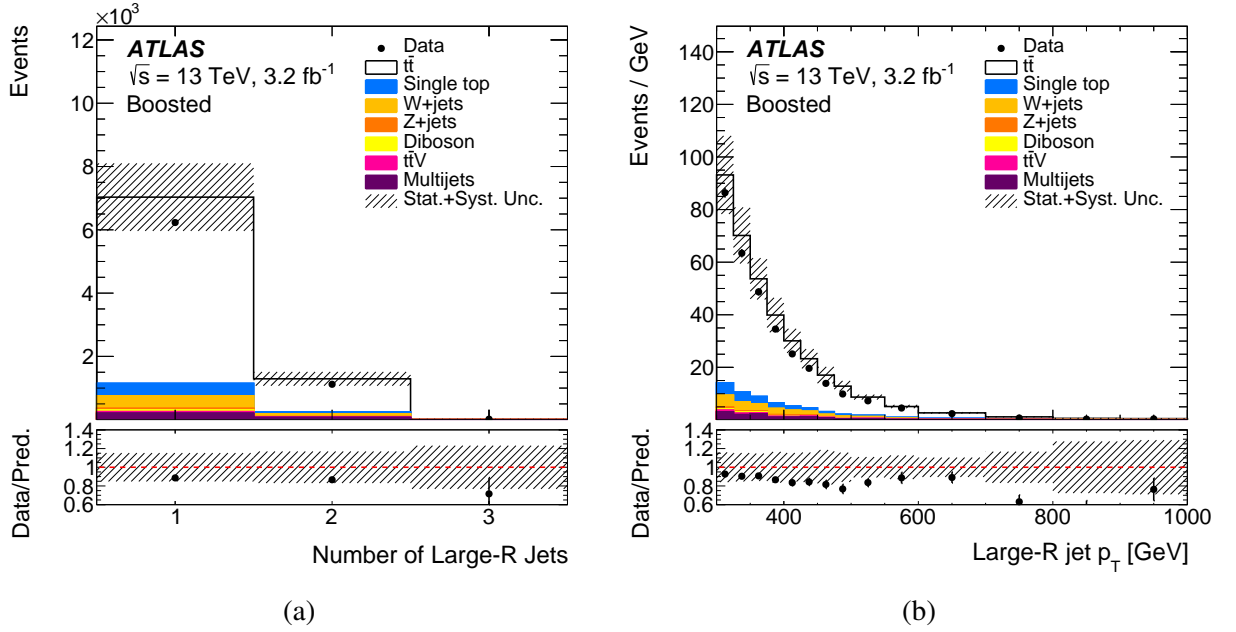 ×10³
Events
12
10
8
6
4
2
ATLAS
√s = 13 TeV, 3.2 fb⁻¹
Boosted
Data
tt̄
Single top
W+jets
Z+jets
Diboson
tt̄V
Multijets
Stat.+Syst. Unc.
Data/Pred.
1.4
1.2
1
0.8
0.6
1 2 3
Number of Large-R Jets
(a)
Events / GeV
140
120
100
80
60
40
20
ATLAS
√s = 13 TeV, 3.2 fb⁻¹
Boosted
Data
tt̄
Single top
W+jets
Z+jets
Diboson
tt̄V
Multijets
Stat.+Syst. Unc.
Data/Pred.
1.4
1.2
1
0.8
0.6
400 600 800 1000
Large-R jet p_T [GeV]
(b)